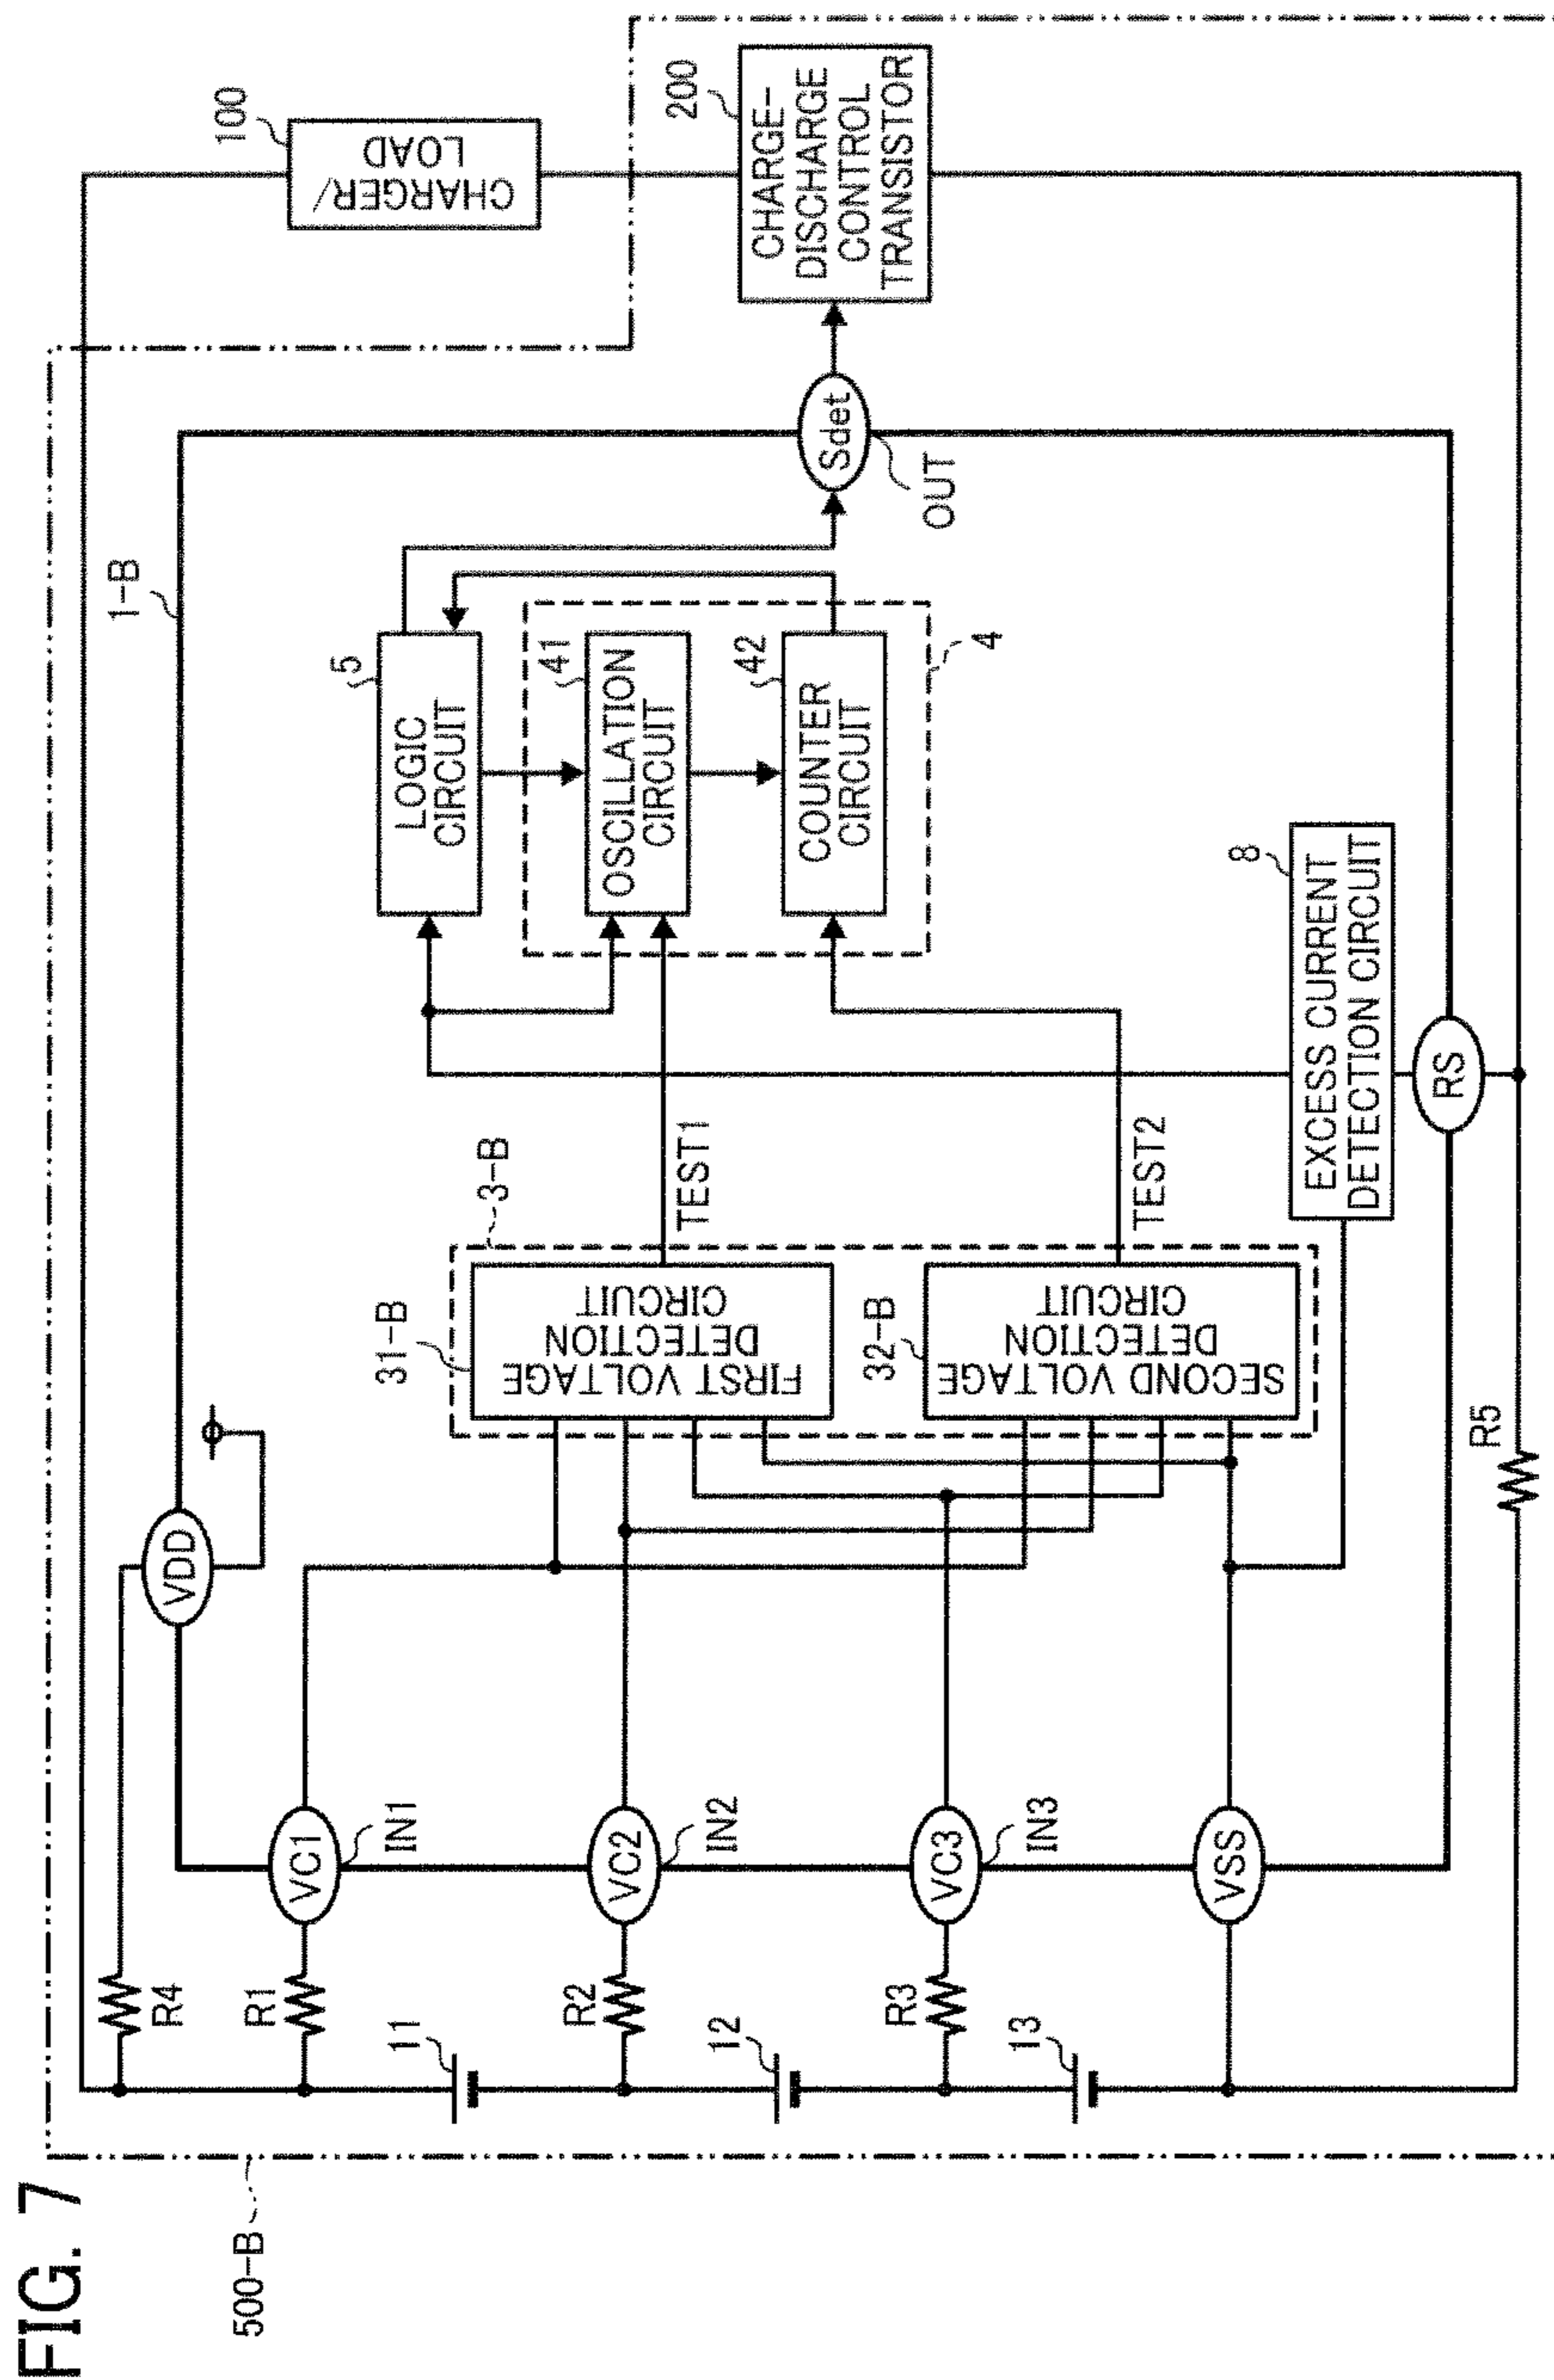 FIG. 7
500-B
100
CHARGER/
LOAD
200
CHARGE-
DISCHARGE
CONTROL
TRANSISTOR
1-B
VDD
R4
R1
VC1
IN1
11
R2
VC2
IN2
12
R3
VC3
IN3
13
VSS
3-B
31-B
FIRST VOLTAGE
DETECTION
CIRCUIT
32-B
SECOND VOLTAGE
DETECTION
CIRCUIT
TEST1
TEST2
5
LOGIC
CIRCUIT
41
OSCILLATION
CIRCUIT
42
COUNTER
CIRCUIT
4
Sdet
OUT
8
EXCESS CURRENT
DETECTION CIRCUIT
RS
R5